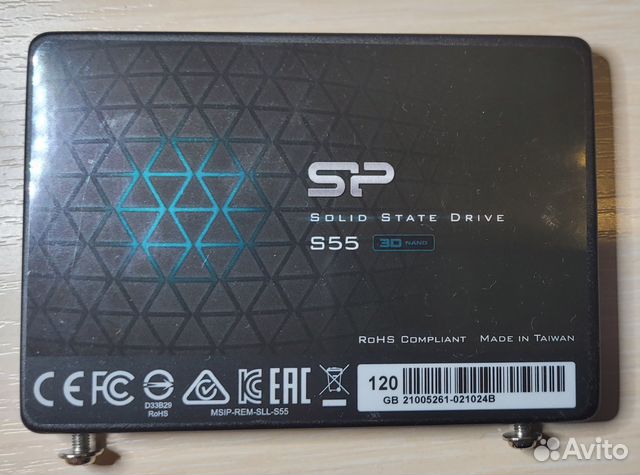 SP
SOLID STATE DRIVE
S55 3D NAND
RoHS COMPLIANT MADE IN TAIWAN
CE FC D33B29 RoHS KC EAC
MSIP-REM-SLL-S55
120 GB 21005261-021024B
Avito